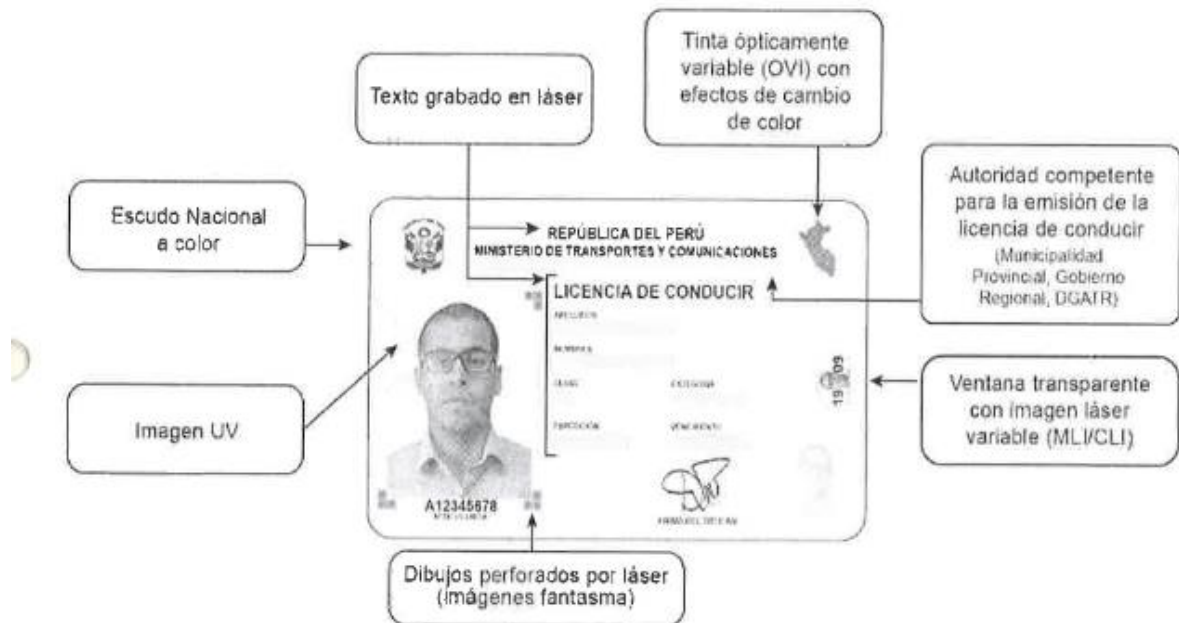 Tinta ópticamente
variable (OVI) con
efectos de cambio
de color
Texto grabado en láser
Autoridad competente
para la emisión de la
licencia de conducir
(Municipalidad
Provincial, Gobierno
Regional, DGATR)
Escudo Nacional
a color
REPÚBLICA DEL PERÚ
MINISTERIO DE TRANSPORTES Y COMUNICACIONES
LICENCIA DE CONDUCIR
Ventana transparente
con imagen láser
variable (MLI/CLI)
Imagen UV
A12345678
Dibujos perforados por láser
(imágenes fantasma)